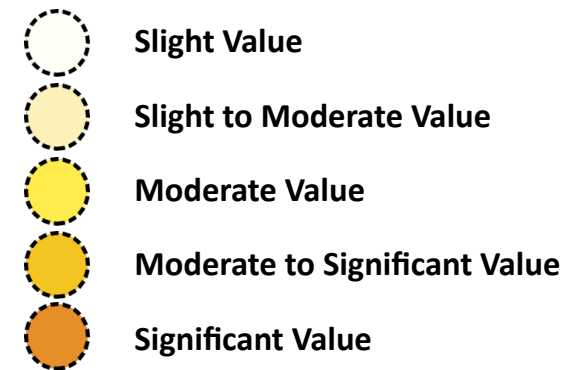 Slight Value
Slight to Moderate Value
Moderate Value
Moderate to Significant Value
Significant Value